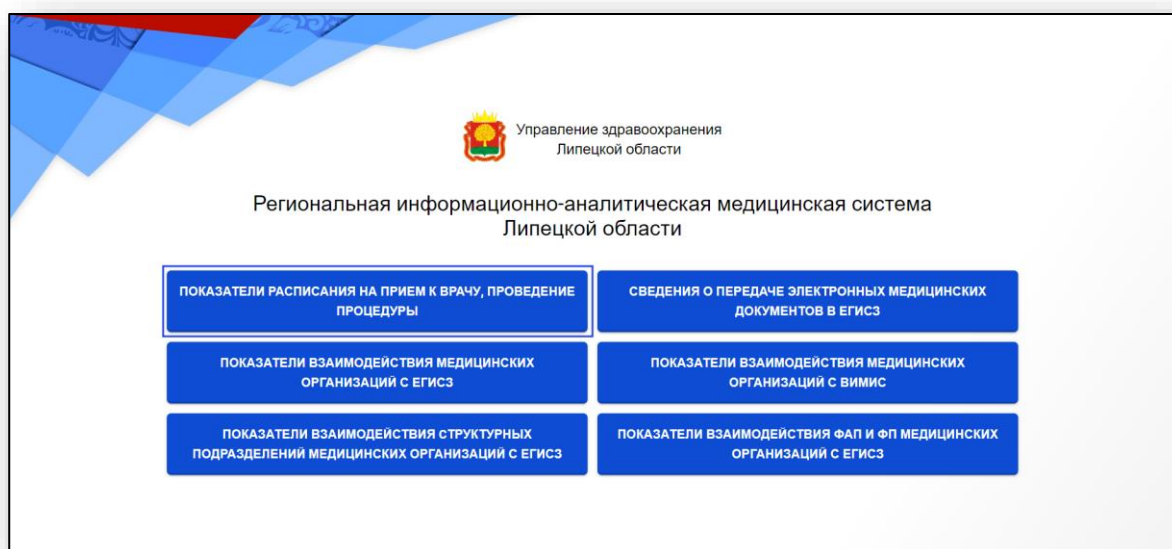 Управление здравоохранения
Липецкой области
Региональная информационно-аналитическая медицинская система
Липецкой области
ПОКАЗАТЕЛИ РАСПИСАНИЯ НА ПРИЕМ К ВРАЧУ, ПРОВЕДЕНИЕ
ПРОЦЕДУРЫ
СВЕДЕНИЯ О ПЕРЕДАЧЕ ЭЛЕКТРОННЫХ МЕДИЦИНСКИХ
ДОКУМЕНТОВ В ЕГИСЗ
ПОКАЗАТЕЛИ ВЗАИМОДЕЙСТВИЯ МЕДИЦИНСКИХ
ОРГАНИЗАЦИЙ С ЕГИСЗ
ПОКАЗАТЕЛИ ВЗАИМОДЕЙСТВИЯ МЕДИЦИНСКИХ
ОРГАНИЗАЦИЙ С ВИМИС
ПОКАЗАТЕЛИ ВЗАИМОДЕЙСТВИЯ СТРУКТУРНЫХ
ПОДРАЗДЕЛЕНИЙ МЕДИЦИНСКИХ ОРГАНИЗАЦИЙ С ЕГИСЗ
ПОКАЗАТЕЛИ ВЗАИМОДЕЙСТВИЯ ФАП И ФП МЕДИЦИНСКИХ
ОРГАНИЗАЦИЙ С ЕГИСЗ